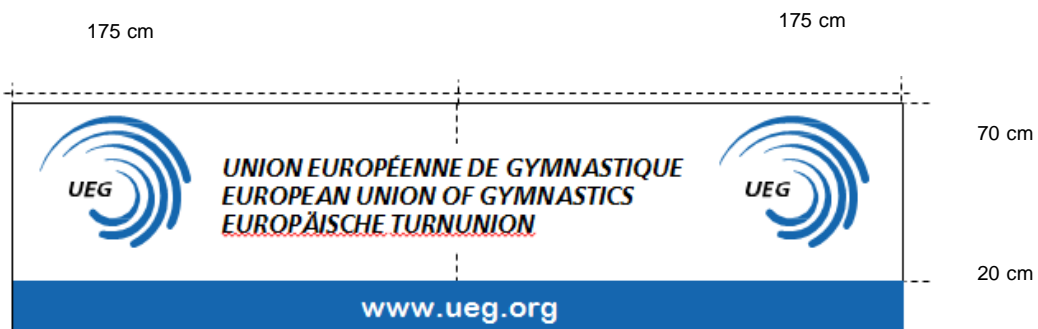 175 cm
175 cm
70 cm
UEG
UNION EUROPÉENNE DE GYMNASTIQUE
EUROPEAN UNION OF GYMNASTICS
EUROPÄISCHE TURNUNION
UEG
20 cm
www.ueg.org